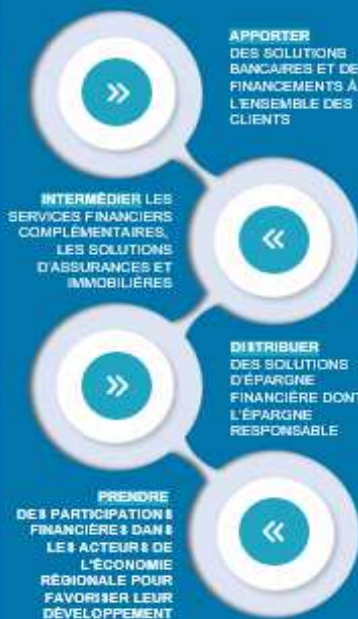 APPORTER
DES SOLUTIONS
BANCAIRES ET DE
FINANCEMENTS À
L'ENSEMBLE DES
CLIENTS
INTERMÉDIER LES
SERVICES FINANCIERS
COMPLÉMENTAIRES,
LES SOLUTIONS
D'ASSURANCES ET
IMMOBILIÈRES
DISTRIBUER
DES SOLUTIONS
D'ÉPARGNE
FINANCIÈRE DONT
L'ÉPARGNE
RESPONSABLE
PRENDRE
DES PARTICIPATIONS
FINANCIÈRES DANS
LES ACTEURS DE
L'ÉCONOMIE
RÉGIONALE POUR
FAVORISER LEUR
DÉVELOPPEMENT